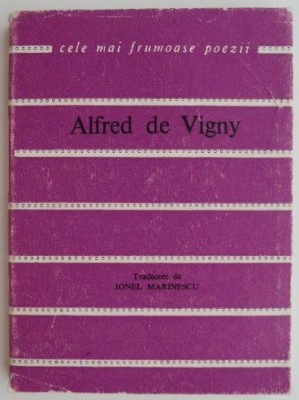 cele mai frumoase poezii
Alfred de Vigny
Traducere de
IONEL MARINESCU